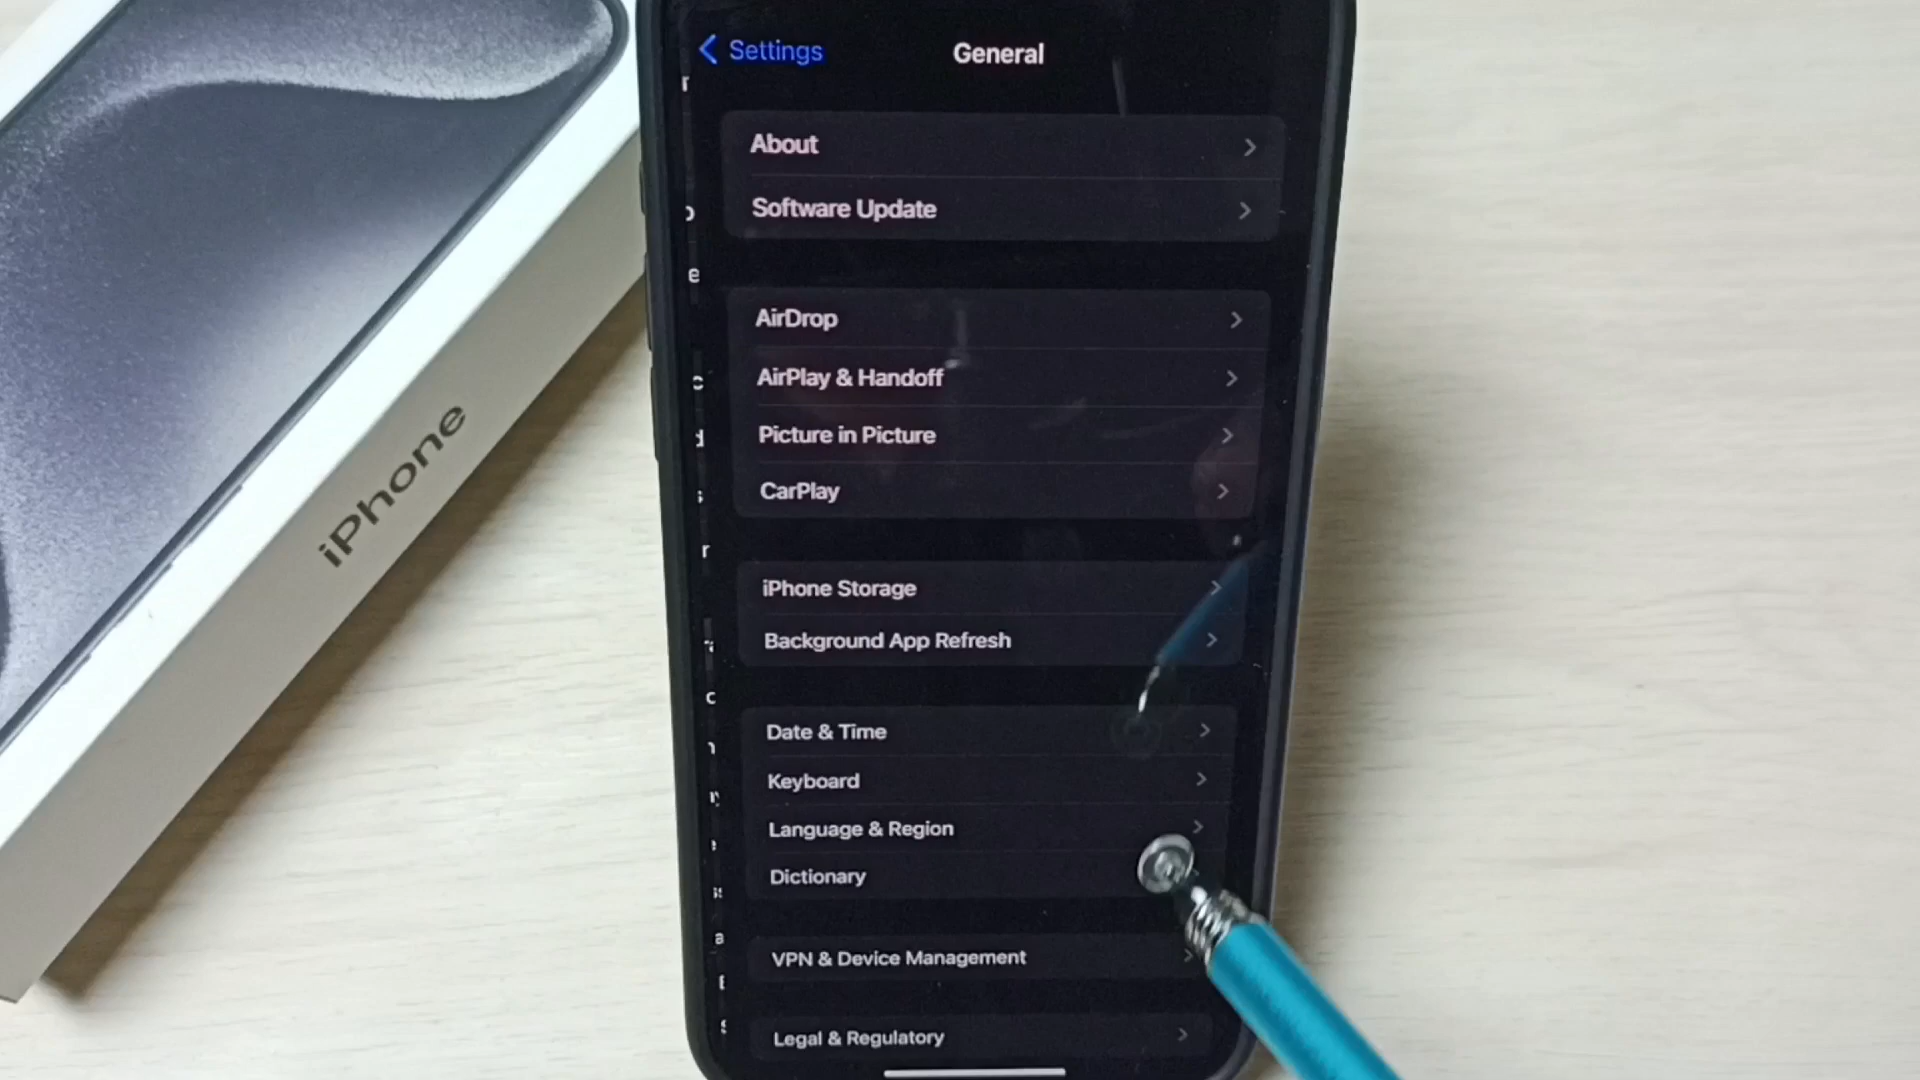 Settings
General
About
Software Update
AirDrop
AirPlay & Handoff
Picture in Picture
CarPlay
iPhone Storage
Background App Refresh
Date & Time
Keyboard
Language & Region
Dictionary
VPN & Device Management
Legal & Regulatory
iPhone